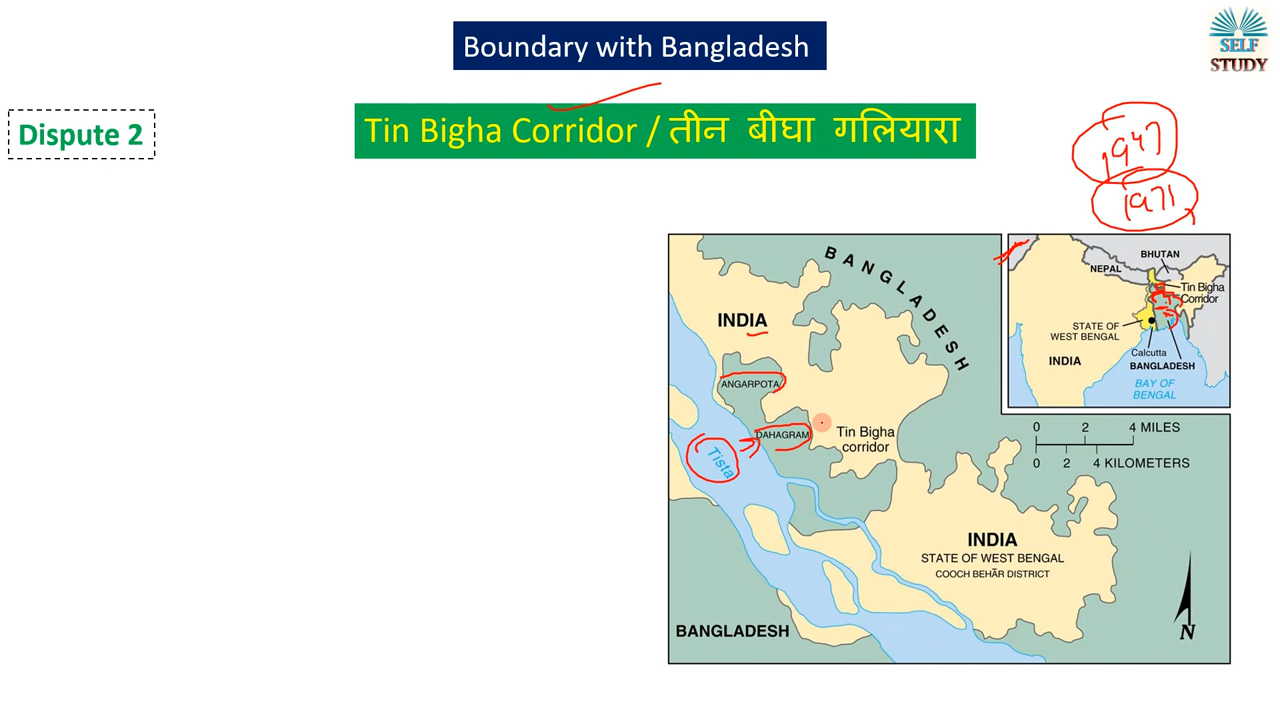 Boundary with Bangladesh
SELF
STUDY
Dispute 2
Tin Bigha Corridor / तीन बीघा गलियारा
1947
1971
BANGLADESH
INDIA
ANGARPOTA
DAHAGRAM
Tin Bigha
corridor
Tista
INDIA
STATE OF WEST BENGAL
COOCH BEHĀR DISTRICT
BANGLADESH
BHUTAN
NEPAL
Tin Bigha
Corridor
STATE OF
WEST BENGAL
Calcutta
INDIA
BANGLADESH
BAY OF
BENGAL
0 2 4 MILES
0 2 4 KILOMETERS
N